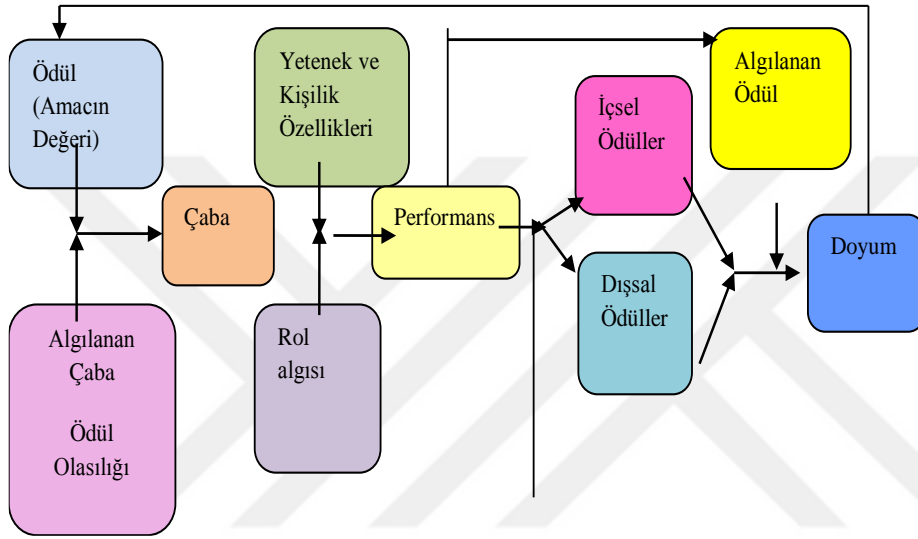 Ödül
(Amacın
Değeri)
Yetenek ve
Kişilik
Özellikleri
Algılanan
Ödül
İçsel
Ödüller
Çaba
Performans
Doyum
Dışsal
Ödüller
Algılanan
Çaba
Ödül
Olasılığı
Rol
algısı